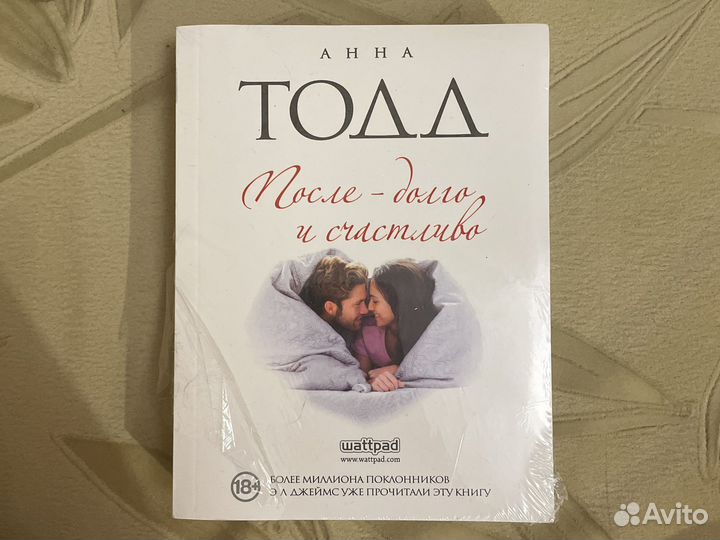 АННА
ТОДД
После - долго
и счастливо
wattpad
www.wattpad.com
18+
БОЛЕЕ МИЛЛИОНА ПОКЛОННИКОВ
Э Л ДЖЕЙМС УЖЕ ПРОЧИТАЛИ ЭТУ КНИГУ
Avito